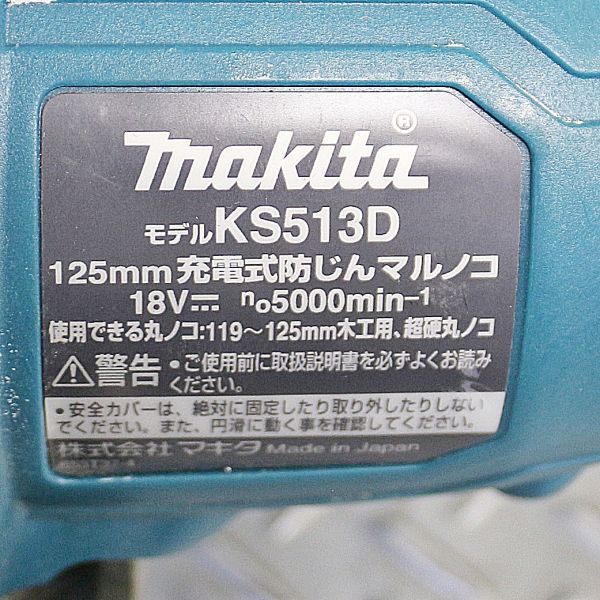 makita®
モデルKS513D
125mm 充電式防じんマルノコ
18V⎓ n₀5000min⁻¹
使用できる丸ノコ:119～125mm木工用、超硬丸ノコ
⚠警告 •ご使用前に取扱説明書を必ずよくお読み
ください。
•安全カバーは、絶対に固定したり取り外したりしない
でください。また、円滑に動く事を確認してください。
株式会社 マキタ Made in Japan